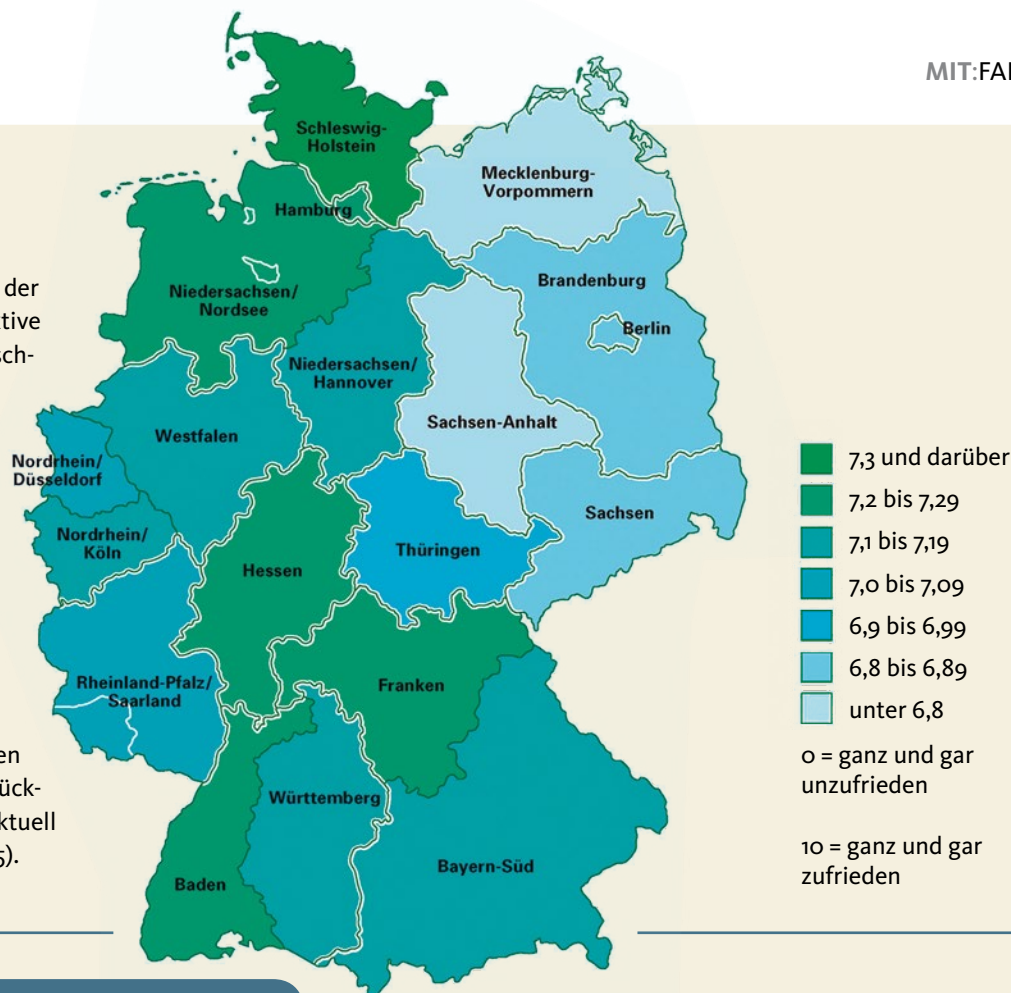 MIT:FA
der
ktive
sch-
en
ück-
ktuell
5).
Schleswig-
Holstein
Mecklenburg-
Vorpommern
Hamburg
Niedersachsen/
Nordsee
Brandenburg
Berlin
Niedersachsen/
Hannover
Sachsen-Anhalt
Westfalen
Nordrhein/
Düsseldorf
Nordrhein/
Köln
Sachsen
Thüringen
Hessen
Rheinland-Pfalz/
Saarland
Franken
Württemberg
Bayern-Süd
Baden
7,3 und darüber
7,2 bis 7,29
7,1 bis 7,19
7,0 bis 7,09
6,9 bis 6,99
6,8 bis 6,89
unter 6,8
0 = ganz und gar
unzufrieden
10 = ganz und gar
zufrieden